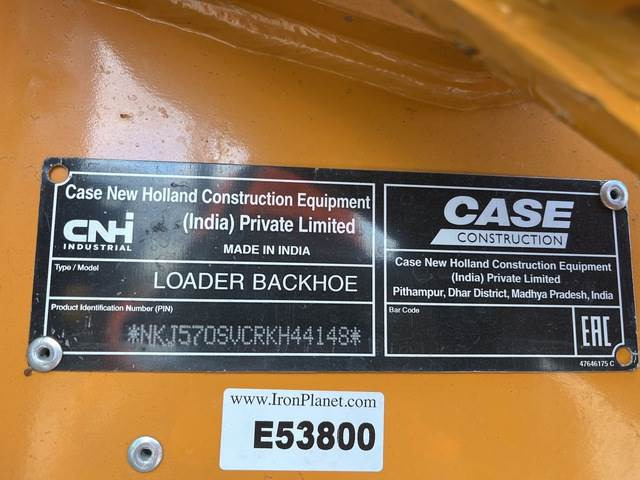 Case New Holland Construction Equipment
(India) Private Limited
CNH
INDUSTRIAL
MADE IN INDIA
Type / Model
LOADER BACKHOE
Product Identification Number (PIN)
*NKJ570SVCRKH44148*
CASE
CONSTRUCTION
Case New Holland Construction Equipment
(India) Private Limited
Pithampur, Dhar District, Madhya Pradesh, India
Bar Code
EAC
47646175 C
www.IronPlanet.com
E53800